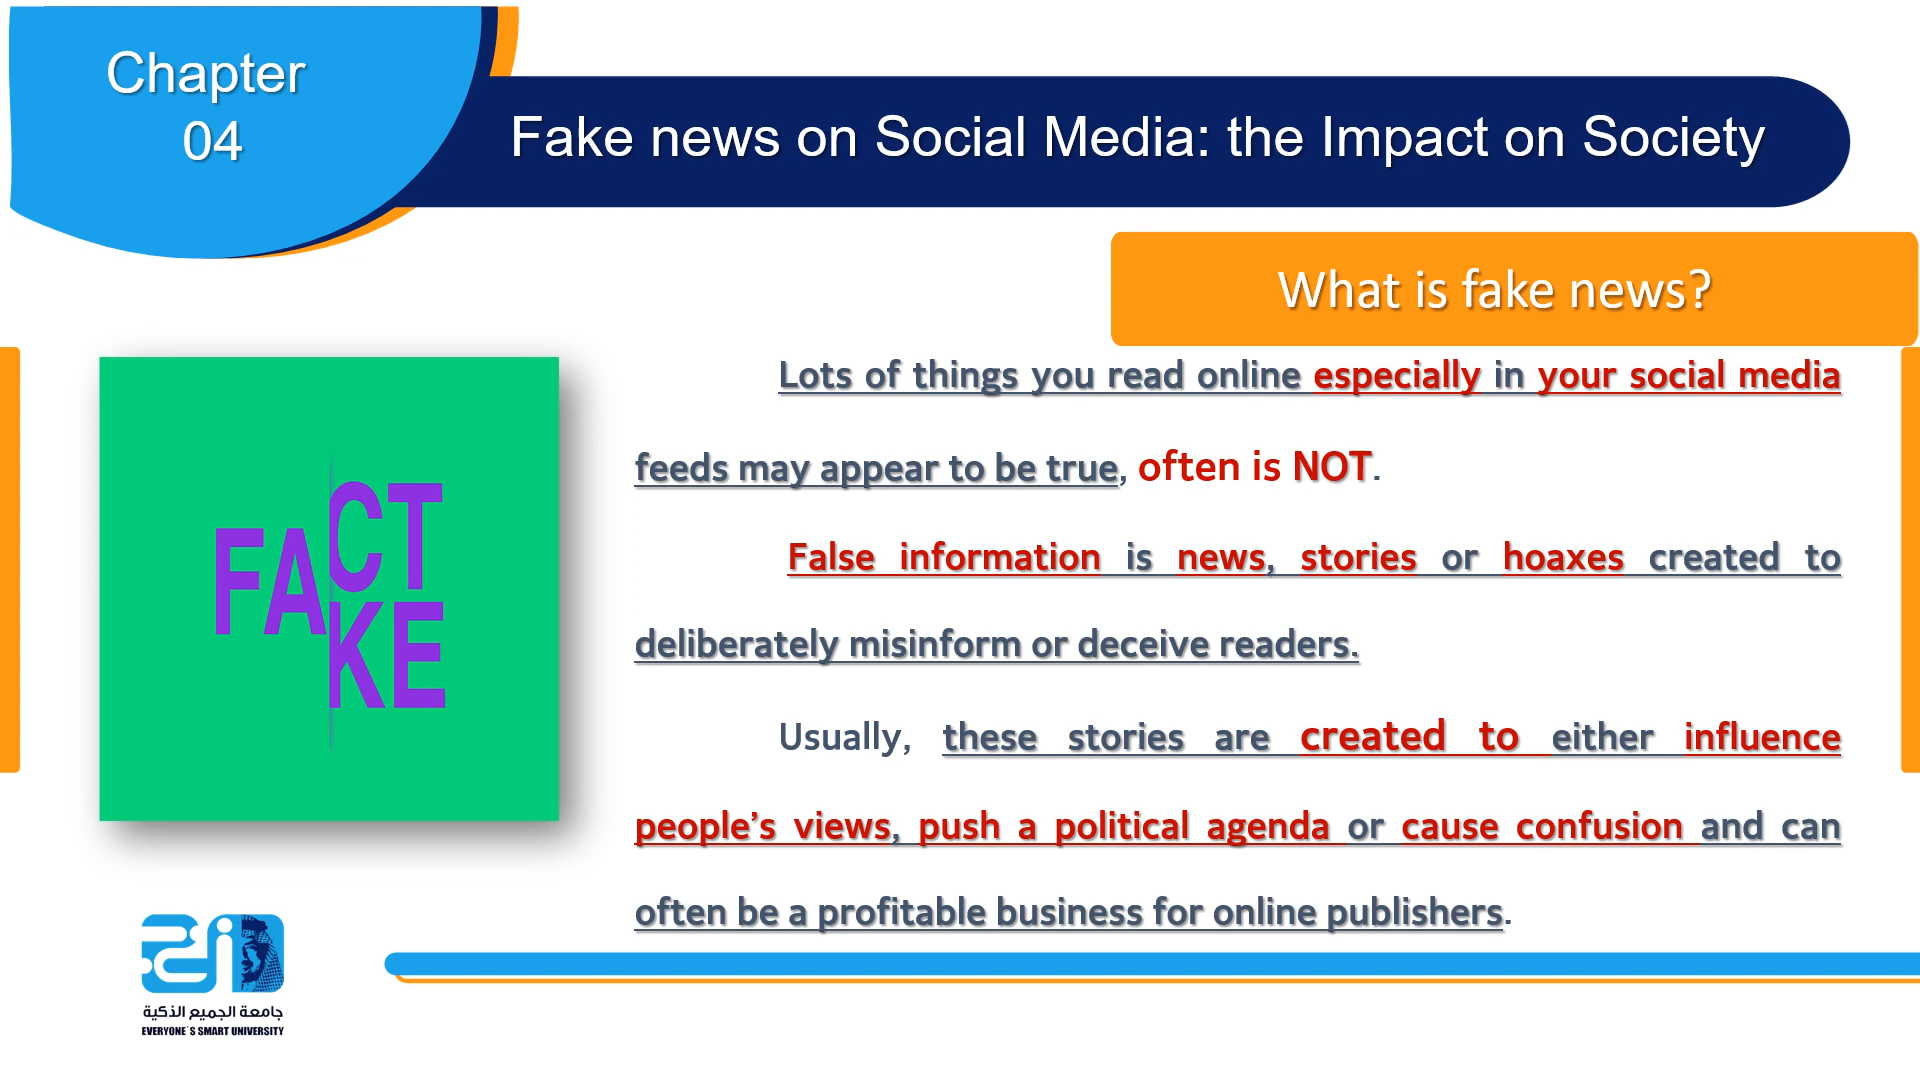 Chapter
04
Fake news on Social Media: the Impact on Society
What is fake news?
Lots of things you read online especially in your social media
feeds may appear to be true, often is NOT.
False information is news, stories or hoaxes created to
deliberately misinform or deceive readers.
Usually, these stories are created to either influence
people’s views, push a political agenda or cause confusion and can
often be a profitable business for online publishers.
FACT
KE
جامعة الجميع الذكية
EVERYONE`S SMART UNIVERSITY